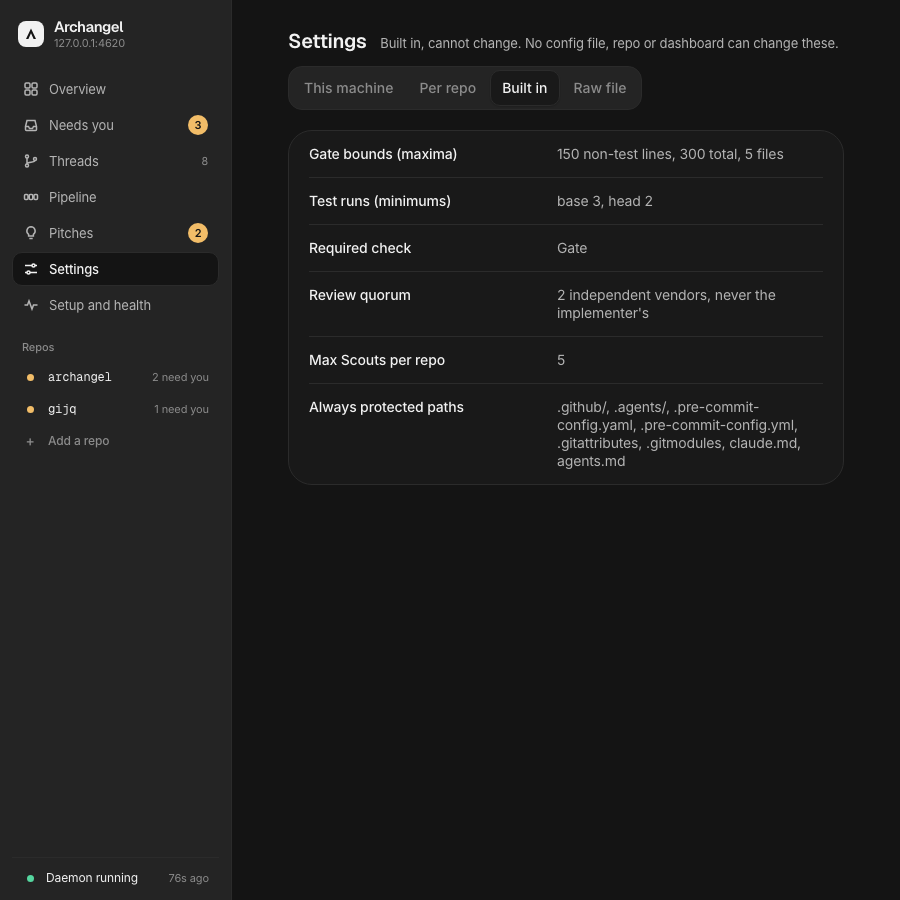 Archangel
127.0.0.1:4620
Overview
Needs you 3
Threads 8
Pipeline
Pitches 2
Settings
Setup and health
Repos
archangel 2 need you
gijq 1 need you
+ Add a repo
Daemon running 76s ago
Settings Built in, cannot change. No config file, repo or dashboard can change these.
This machine Per repo Built in Raw file
Gate bounds (maxima) 150 non-test lines, 300 total, 5 files
Test runs (minimums) base 3, head 2
Required check Gate
Review quorum 2 independent vendors, never the
implementer's
Max Scouts per repo 5
Always protected paths .github/, .agents/, .pre-commit-
config.yaml, .pre-commit-config.yml,
.gitattributes, .gitmodules, claude.md,
agents.md